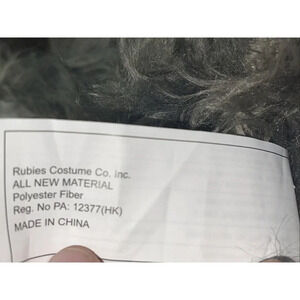 Rubies Costume Co. Inc.
ALL NEW MATERIAL
Polyester Fiber
Reg. No PA: 12377(HK)
MADE IN CHINA